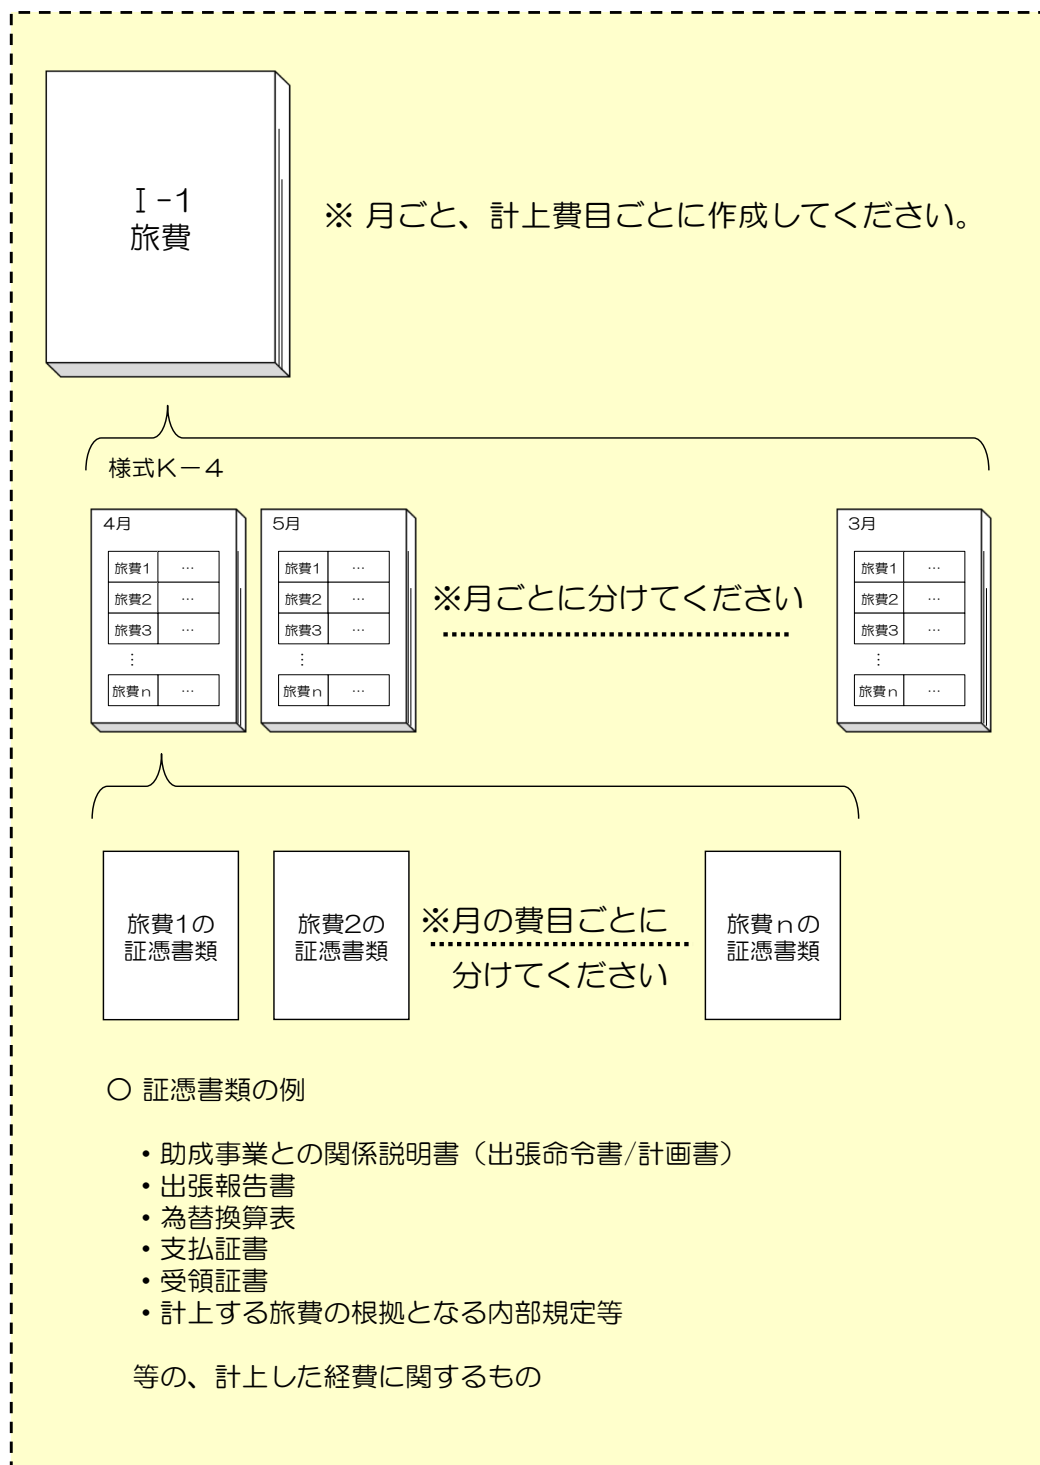 Ⅰ-1
旅費
※ 月ごと、計上費目ごとに作成してください。
様式K－4
4月
旅費1 …
旅費2 …
旅費3 …
⋮
旅費n …
5月
旅費1 …
旅費2 …
旅費3 …
⋮
旅費n …
※月ごとに分けてください
3月
旅費1 …
旅費2 …
旅費3 …
⋮
旅費n …
旅費1の
証憑書類
旅費2の
証憑書類
※月の費目ごとに
分けてください
旅費nの
証憑書類
○ 証憑書類の例
・助成事業との関係説明書（出張命令書/計画書）
・出張報告書
・為替換算表
・支払証書
・受領証書
・計上する旅費の根拠となる内部規定等
等の、計上した経費に関するもの